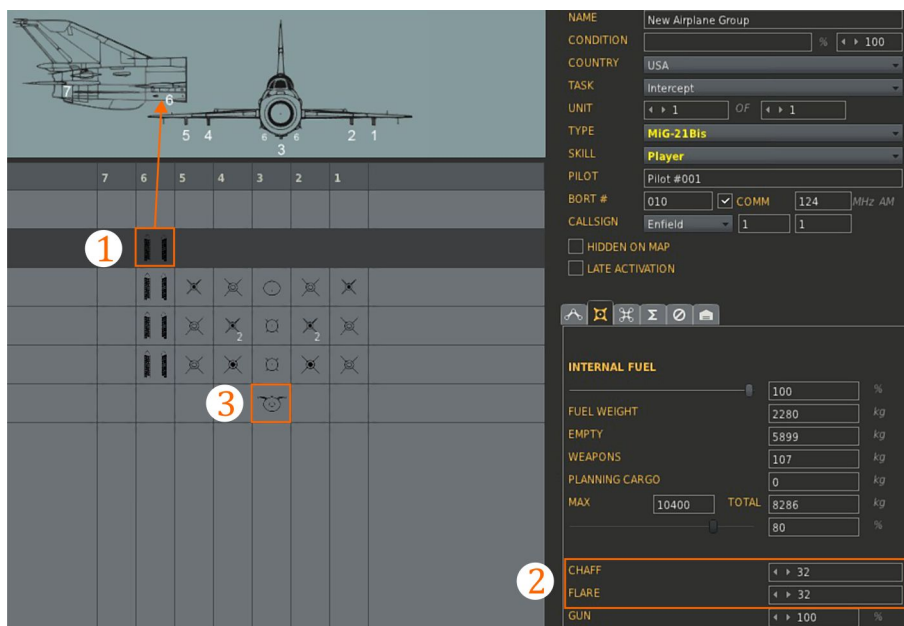 7
6
5 4
6 6
3
2 1
7 6 5 4 3 2 1
1
2 2
3
NAME New Airplane Group
CONDITION % 100
COUNTRY USA
TASK Intercept
UNIT 1 OF 1
TYPE MiG-21Bis
SKILL Player
PILOT Pilot #001
BORT # 010 COMM 124 MHz AM
CALLSIGN Enfield 1 1
HIDDEN ON MAP
LATE ACTIVATION
Σ
INTERNAL FUEL
100 %
FUEL WEIGHT 2280 kg
EMPTY 5899 kg
WEAPONS 107 kg
PLANNING CARGO 0 kg
MAX 10400 TOTAL 8286 kg
80 %
2
CHAFF 32
FLARE 32
GUN 100 %